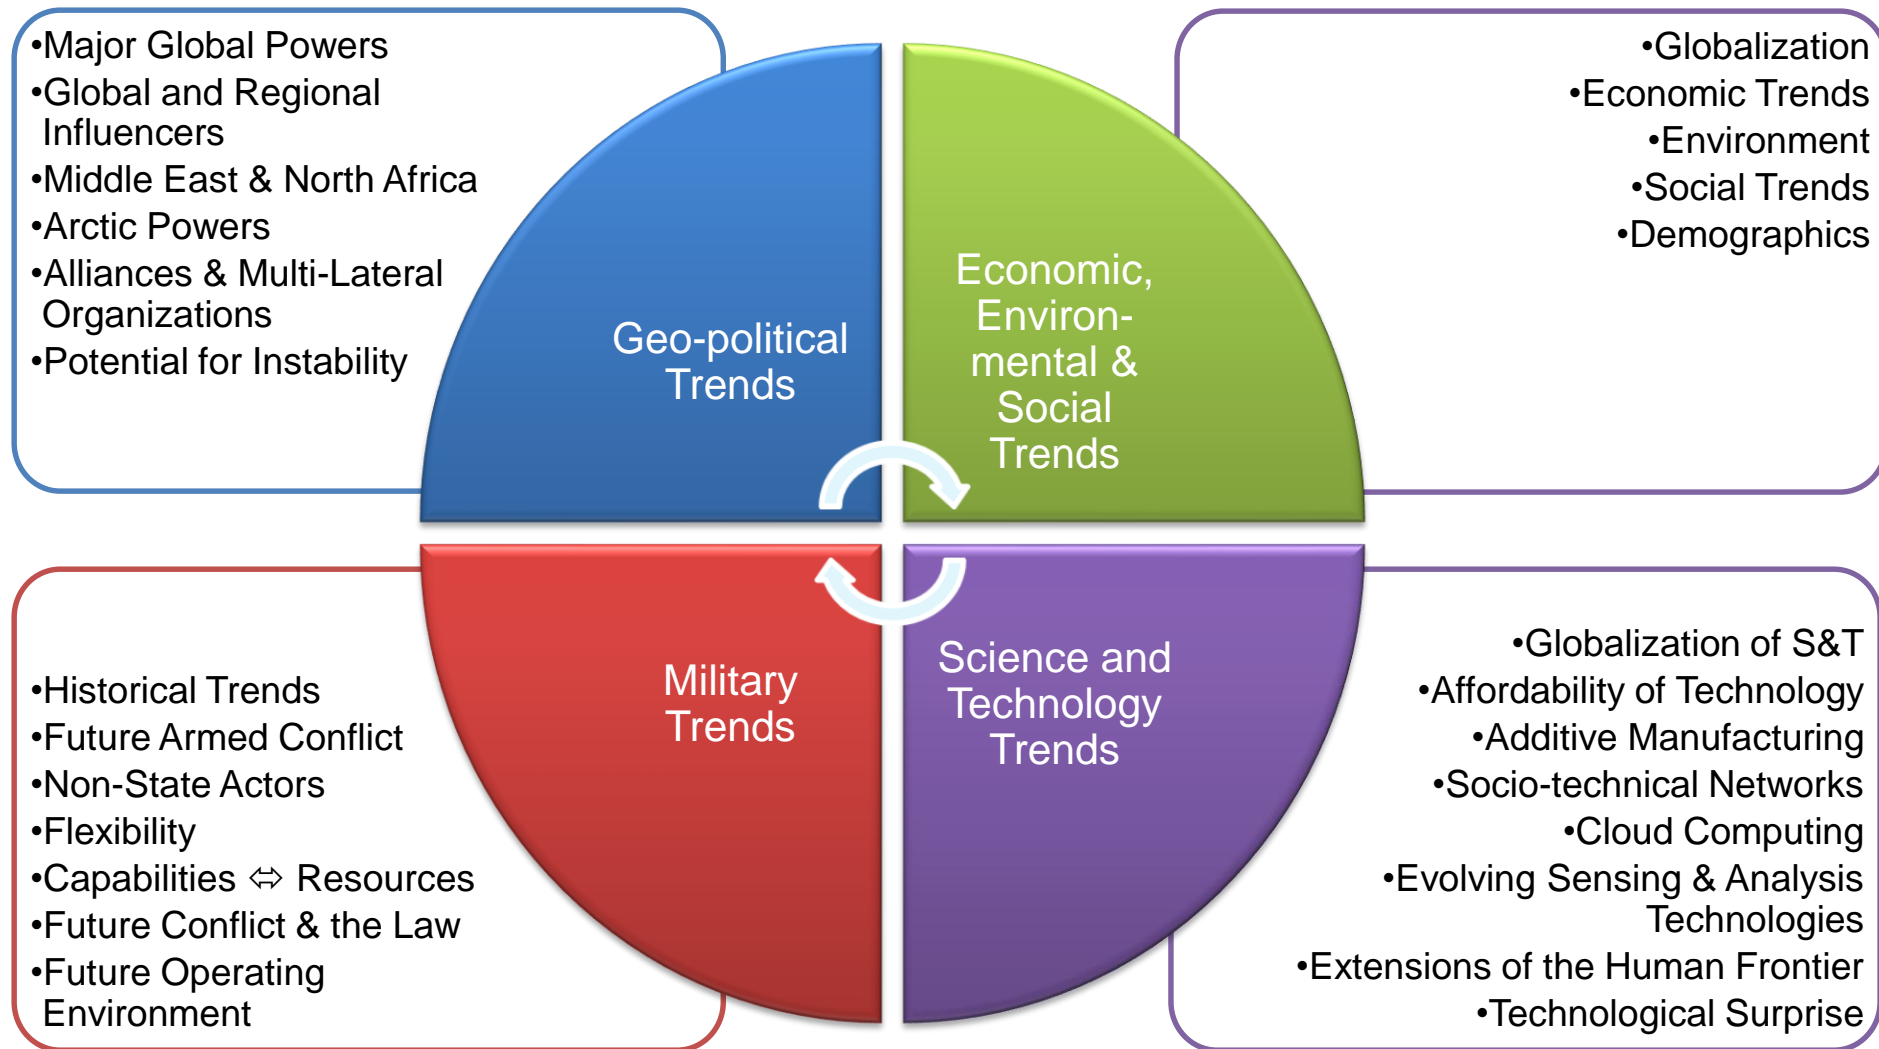 •Major Global Powers
•Global and Regional
Influencers
•Middle East & North Africa
•Arctic Powers
•Alliances & Multi-Lateral
Organizations
•Potential for Instability
Geo-political
Trends
Economic,
Environ-
mental &
Social
Trends
•Globalization
•Economic Trends
•Environment
•Social Trends
•Demographics
•Historical Trends
•Future Armed Conflict
•Non-State Actors
•Flexibility
•Capabilities ⇔ Resources
•Future Conflict & the Law
•Future Operating
Environment
Military
Trends
Science and
Technology
Trends
•Globalization of S&T
•Affordability of Technology
•Additive Manufacturing
•Socio-technical Networks
•Cloud Computing
•Evolving Sensing & Analysis
Technologies
•Extensions of the Human Frontier
•Technological Surprise